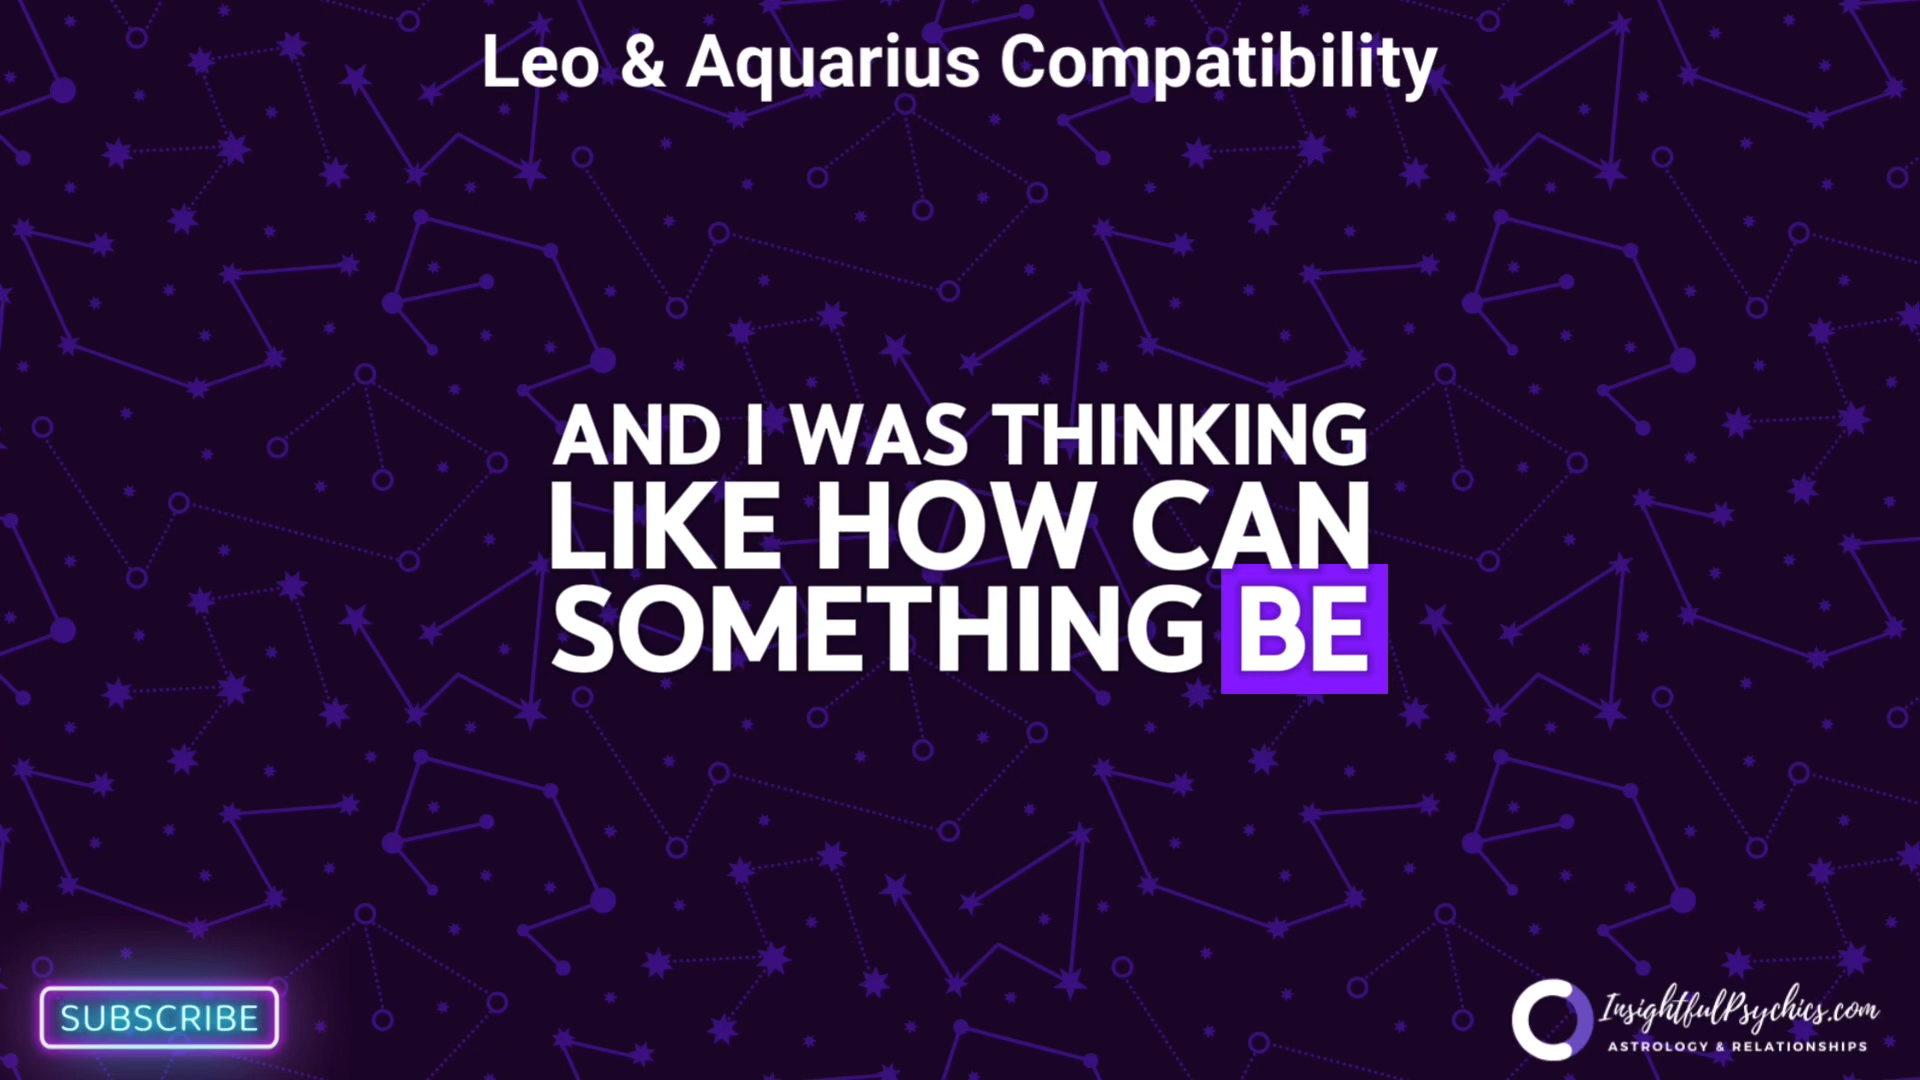 Leo & Aquarius Compatibility
AND I WAS THINKING
LIKE HOW CAN
SOMETHING BE
SUBSCRIBE
InsightfulPsychics.com
ASTROLOGY & RELATIONSHIPS